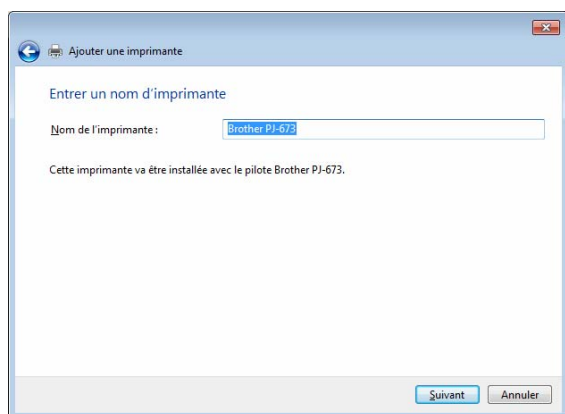 Ajouter une imprimante
Entrer un nom d'imprimante
Nom de l'imprimante : Brother PJ-673
Cette imprimante va être installée avec le pilote Brother PJ-673.
Suivant Annuler